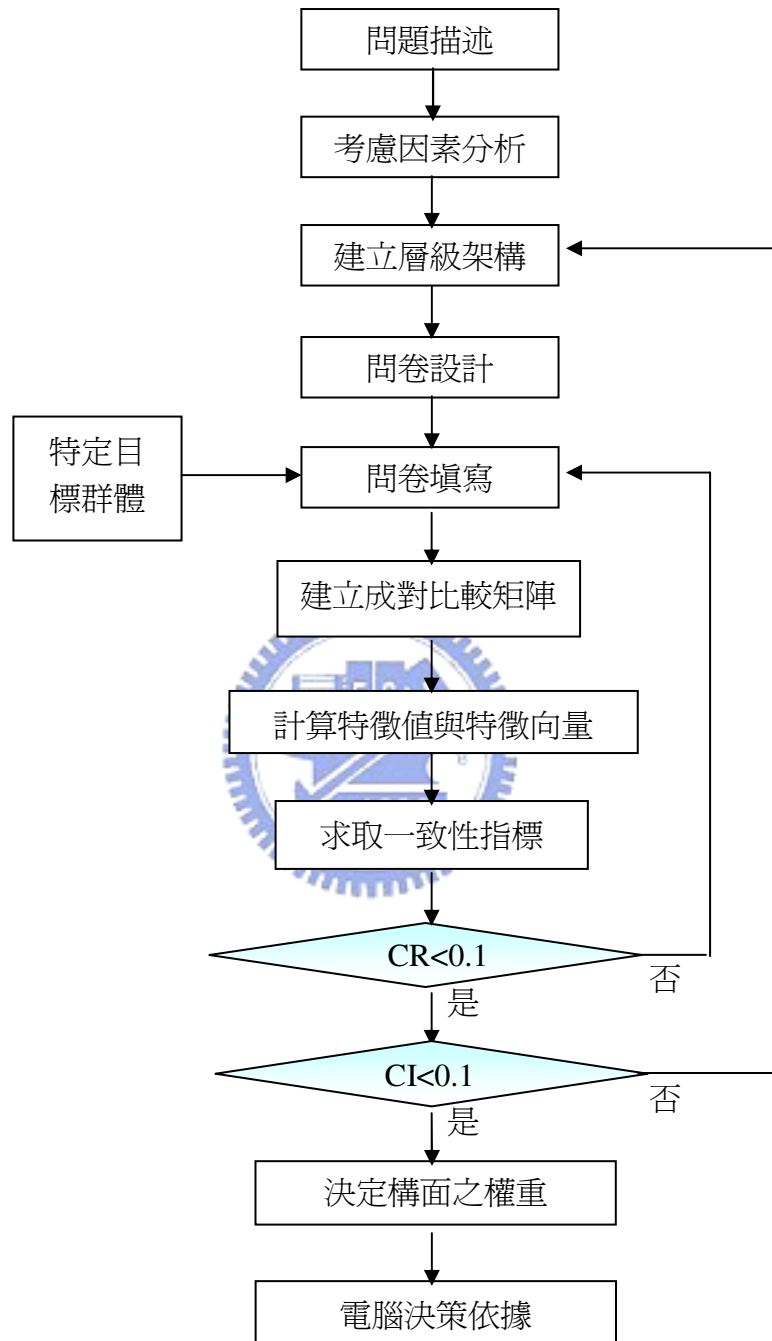 問題描述
考慮因素分析
建立層級架構
問卷設計
特定目
標群體
問卷填寫
建立成對比較矩陣
計算特徵值與特徵向量
求取一致性指標
CR<0.1
否
是
CI<0.1
否
是
決定構面之權重
電腦決策依據